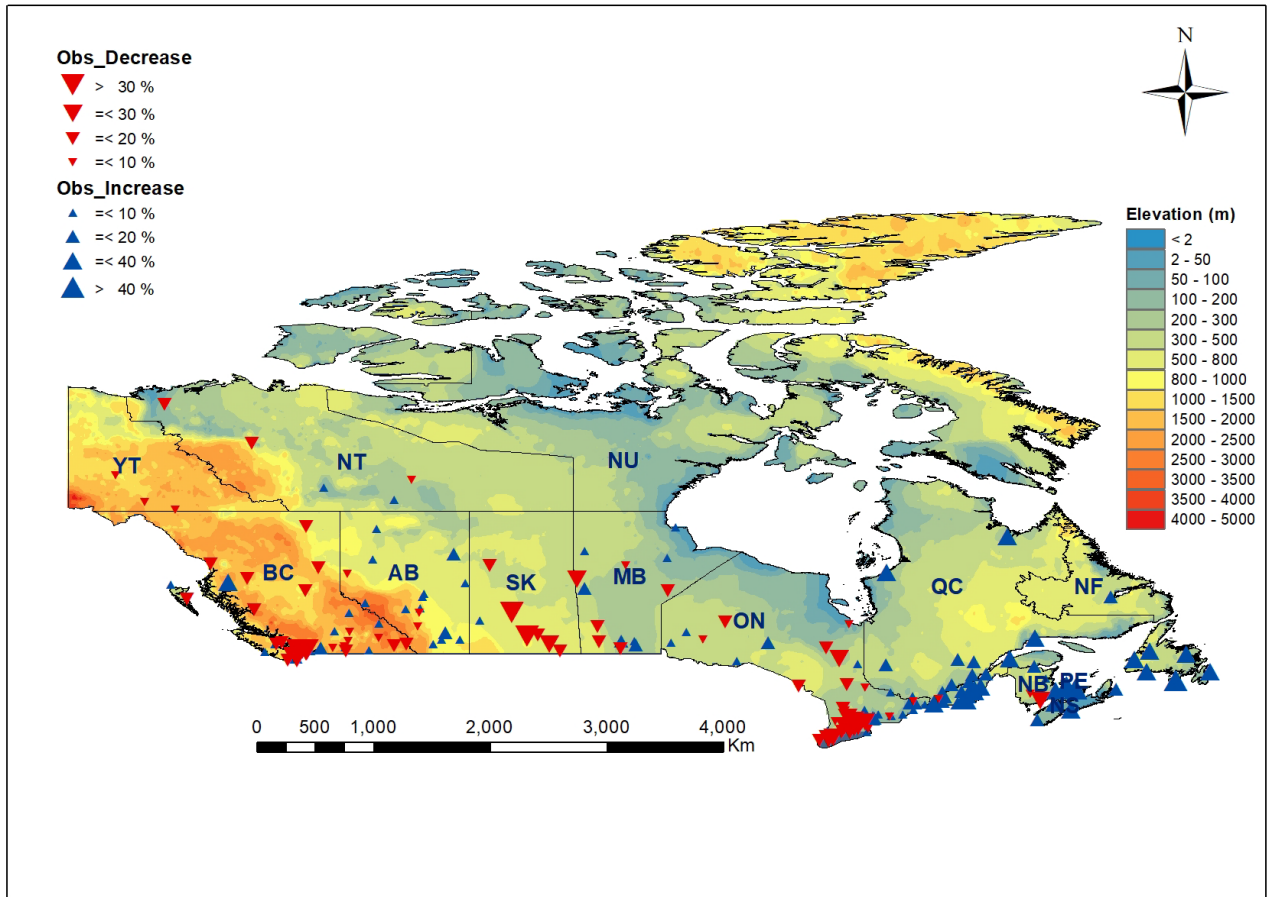 N
Obs_Decrease
> 30 %
=< 30 %
=< 20 %
=< 10 %
Obs_Increase
=< 10 %
=< 20 %
=< 40 %
> 40 %
Elevation (m)
< 2
2 - 50
50 - 100
100 - 200
200 - 300
300 - 500
500 - 800
800 - 1000
1000 - 1500
1500 - 2000
2000 - 2500
2500 - 3000
3000 - 3500
3500 - 4000
4000 - 5000
YT
NT
NU
BC
AB
SK
MB
ON
QC
NF
NB
PE
NS
0 500 1,000 2,000 3,000 4,000
Km